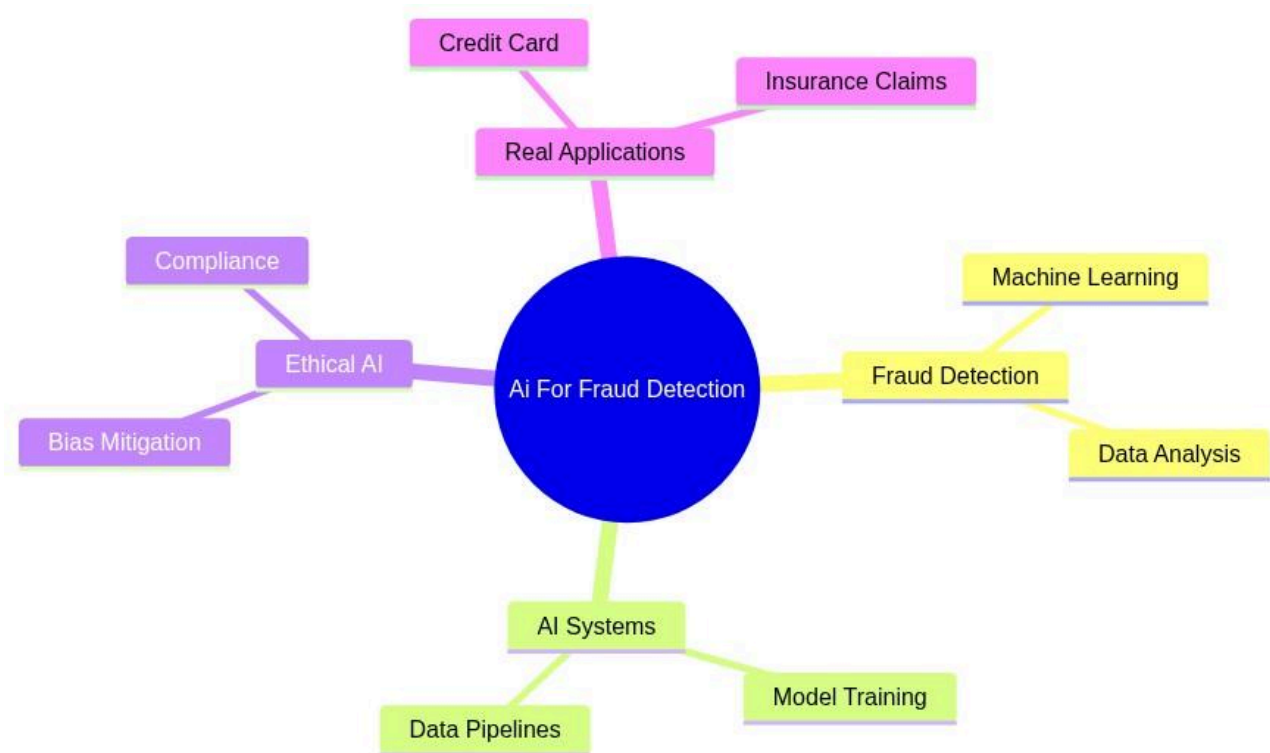 Credit Card
Insurance Claims
Real Applications
Compliance
Machine Learning
Ethical AI
Ai For Fraud Detection
Fraud Detection
Bias Mitigation
Data Analysis
AI Systems
Model Training
Data Pipelines